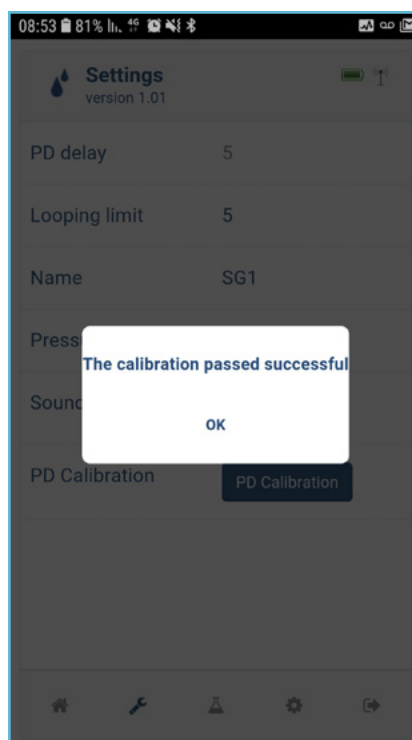 08:53 81% 4G
Settings
version 1.01
PD delay 5
Looping limit 5
Name SG1
Press
The calibration passed successful
Sound
OK
PD Calibration PD Calibration